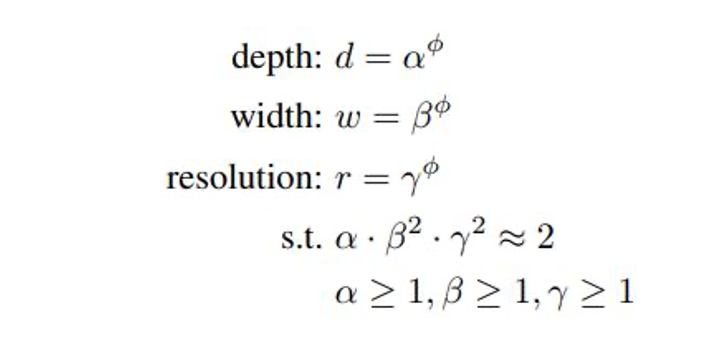 depth: d = α^ϕ
width: w = β^ϕ
resolution: r = γ^ϕ
s.t. α · β² · γ² ≈ 2
α ≥ 1, β ≥ 1, γ ≥ 1